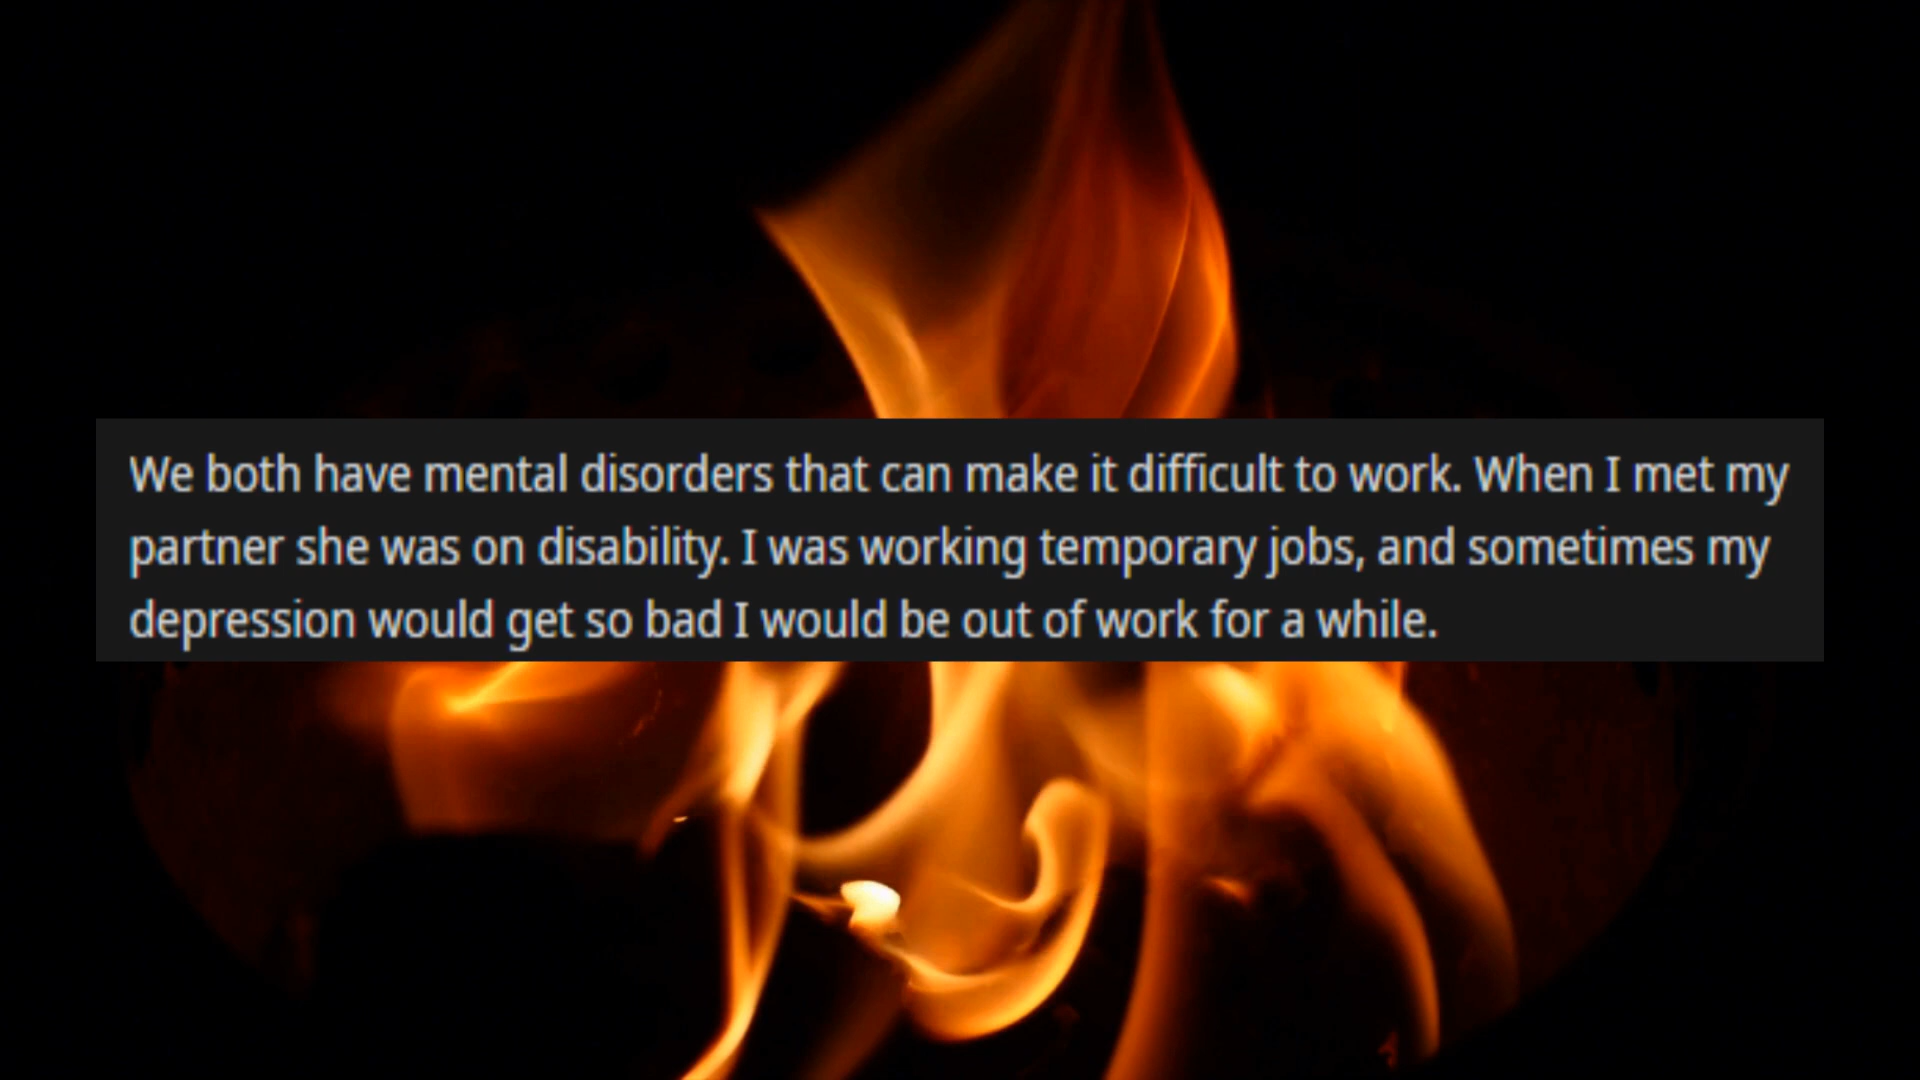 We both have mental disorders that can make it difficult to work. When I met my
partner she was on disability. I was working temporary jobs, and sometimes my
depression would get so bad I would be out of work for a while.